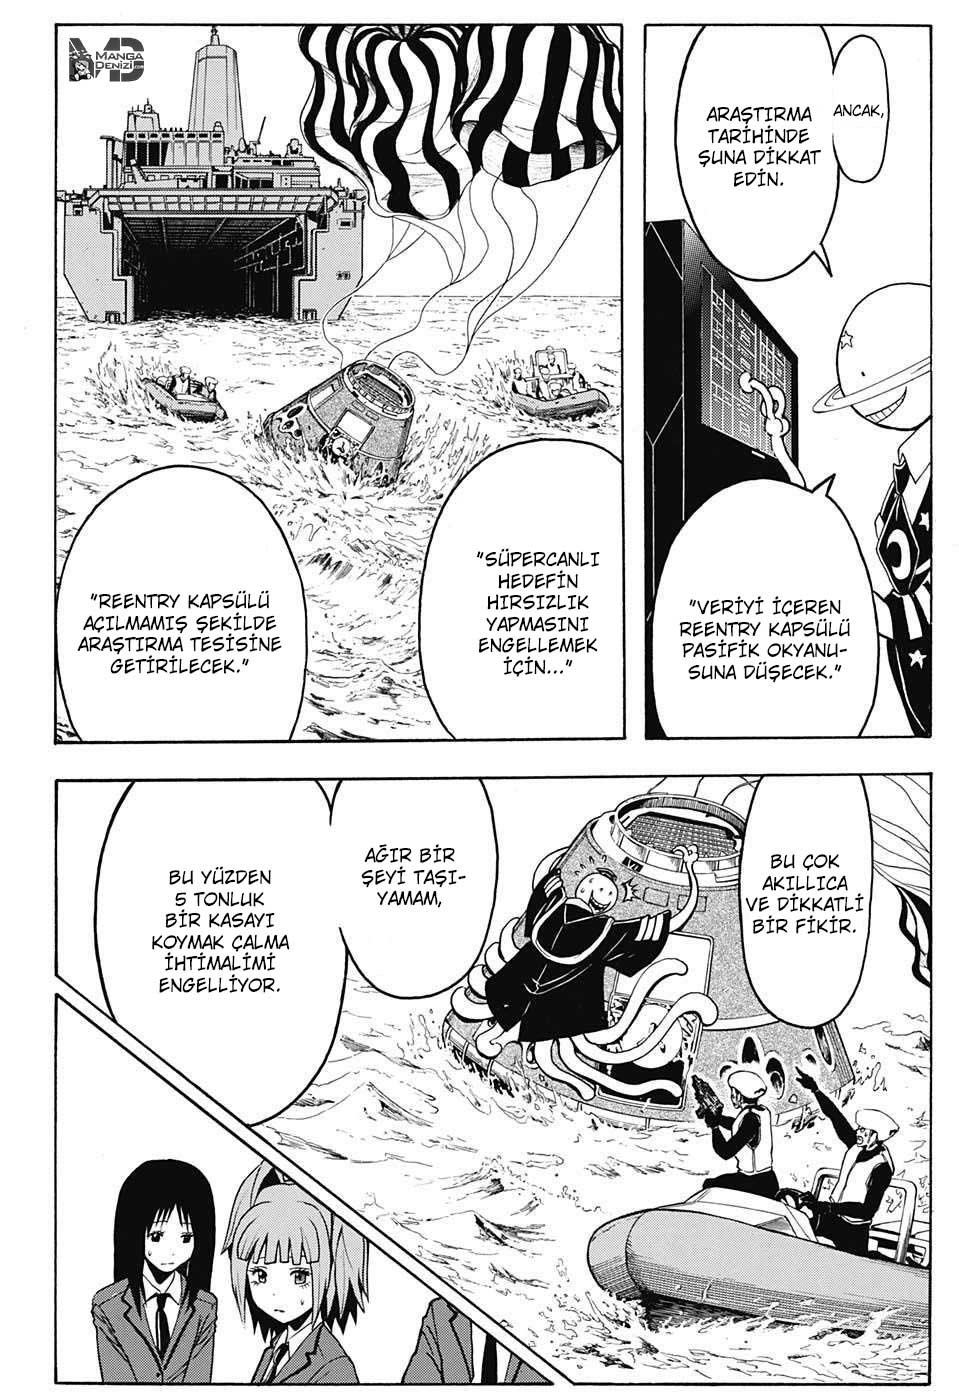 MANGA
DENİZİ
ANCAK,
ARAŞTIRMA
TARİHİNDE
ŞUNA DİKKAT
EDİN.
"VERİYİ İÇEREN
REENTRY KAPSÜLÜ
PASİFİK OKYANU-
SUNA DÜŞECEK."
"SÜPERCANLI
HEDEFİN
HIRSIZLIK
YAPMASINI
ENGELLEMEK
İÇİN..."
"REENTRY KAPSÜLÜ
AÇILMAMIŞ ŞEKİLDE
ARAŞTIRMA TESİSİNE
GETİRİLECEK."
BU ÇOK
AKILLICA
VE DİKKATLİ
BİR FİKİR.
AĞIR BİR
ŞEYİ TAŞI-
YAMAM,
BU YÜZDEN
5 TONLUK
BİR KASAYI
KOYMAK ÇALMA
İHTİMALİMİ
ENGELLİYOR.